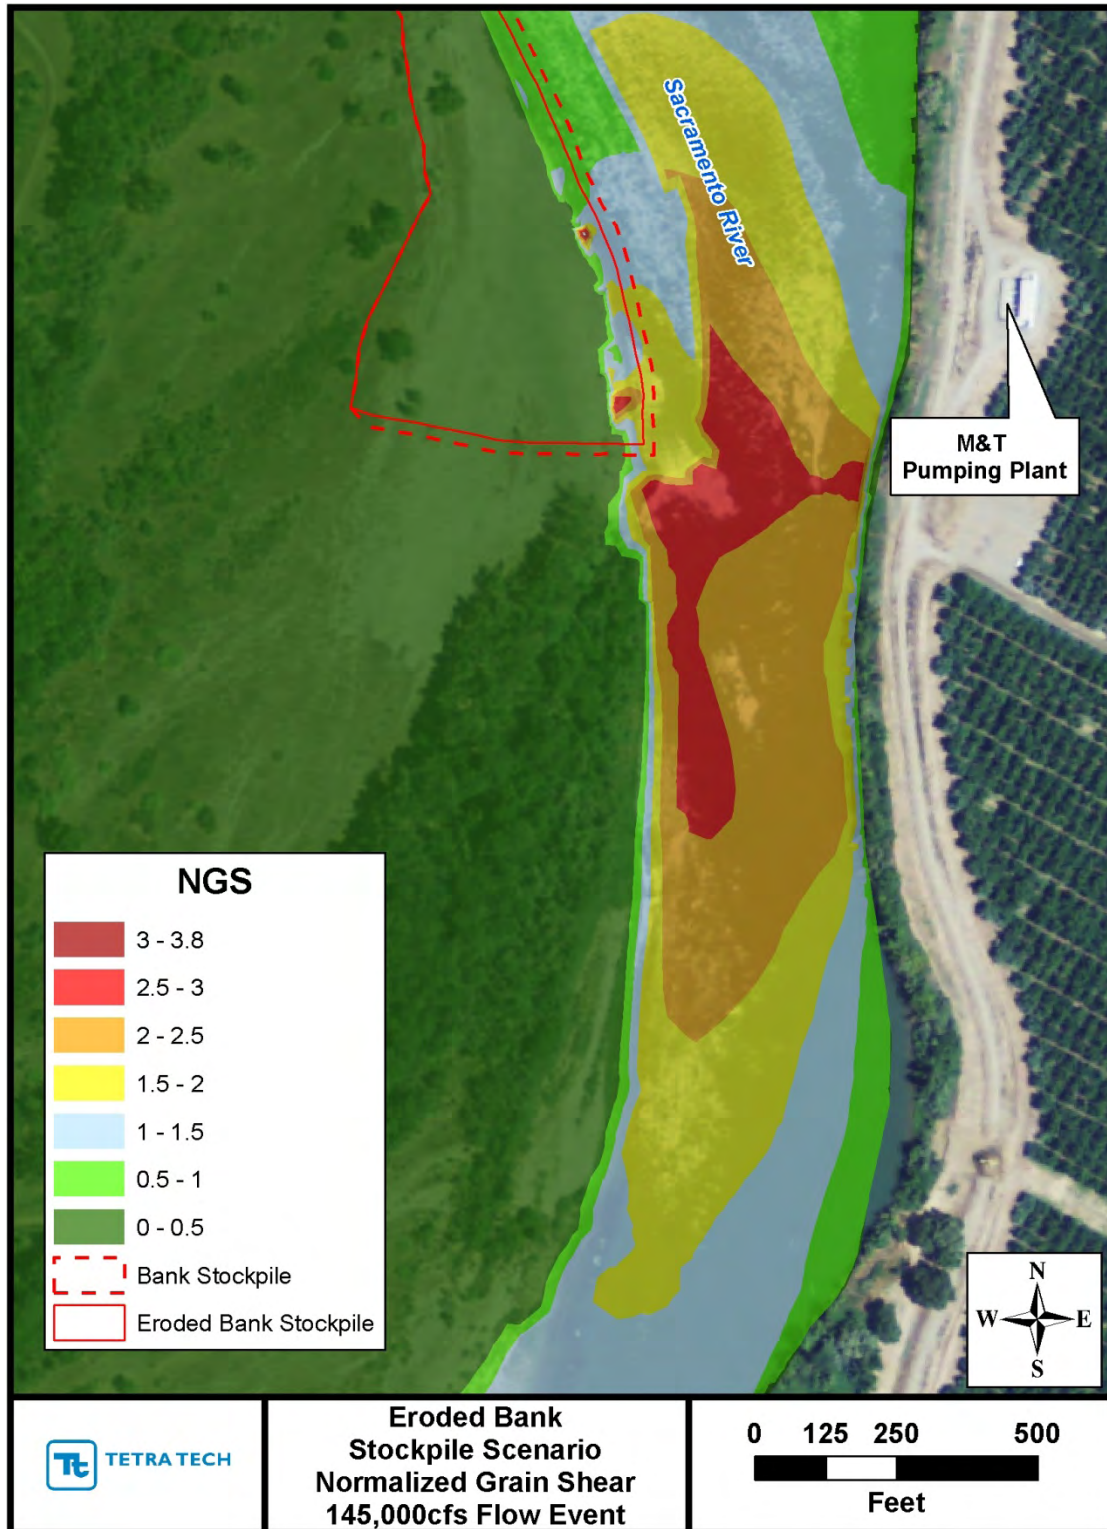 Sacramento River
M&T
Pumping Plant
NGS
3 - 3.8
2.5 - 3
2 - 2.5
1.5 - 2
1 - 1.5
0.5 - 1
0 - 0.5
Bank Stockpile
Eroded Bank Stockpile
N
W E
S
Tt TETRA TECH
Eroded Bank
Stockpile Scenario
Normalized Grain Shear
145,000cfs Flow Event
0 125 250 500
Feet